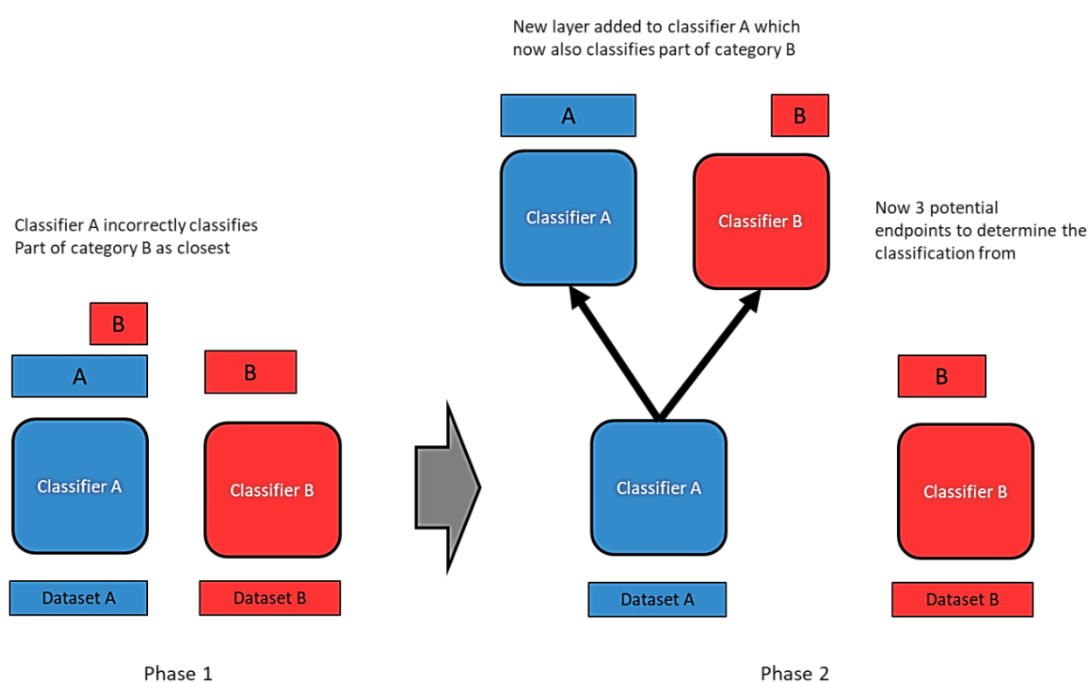 New layer added to classifier A which
now also classifies part of category B
A
B
Classifier A
Classifier B
Now 3 potential
endpoints to determine the
classification from
Classifier A incorrectly classifies
Part of category B as closest
B
A
B
B
Classifier A
Classifier B
Classifier A
Classifier B
Dataset A
Dataset B
Dataset A
Dataset B
Phase 1
Phase 2